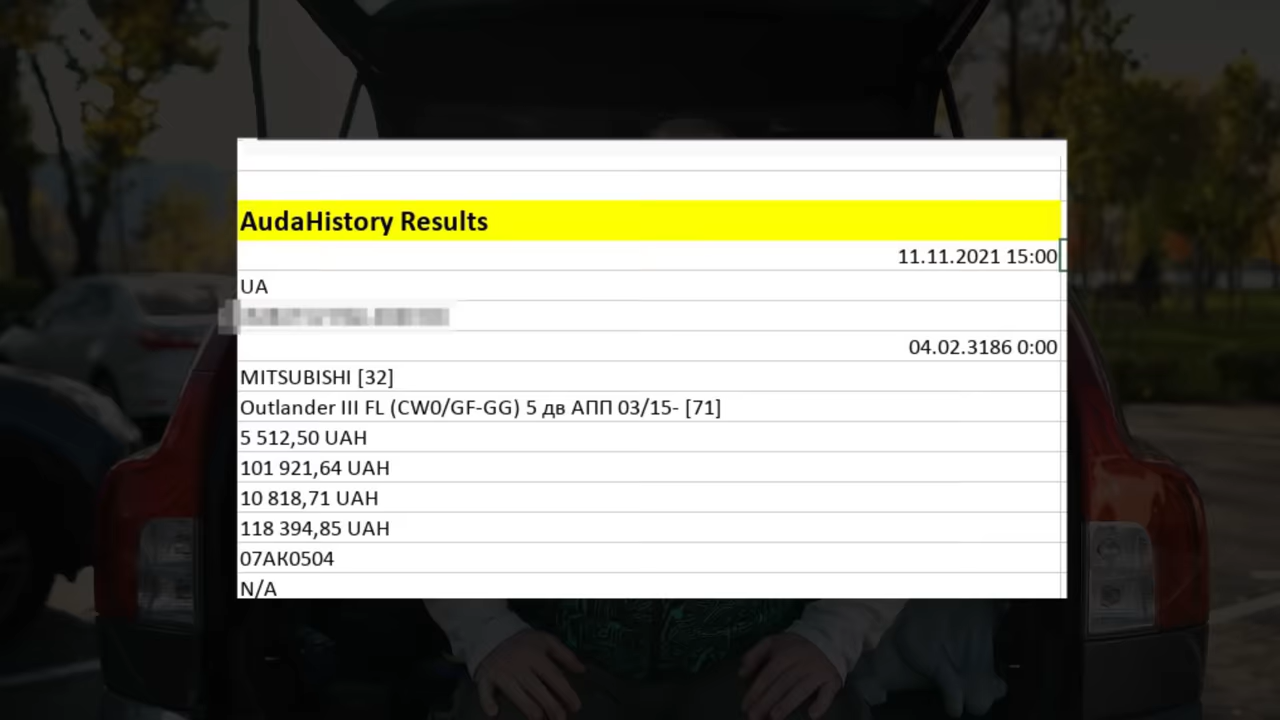 AudaHistory Results
11.11.2021 15:00
UA
04.02.3186 0:00
MITSUBISHI [32]
Outlander III FL (CW0/GF-GG) 5 дв АПП 03/15- [71]
5 512,50 UAH
101 921,64 UAH
10 818,71 UAH
118 394,85 UAH
07AK0504
N/A